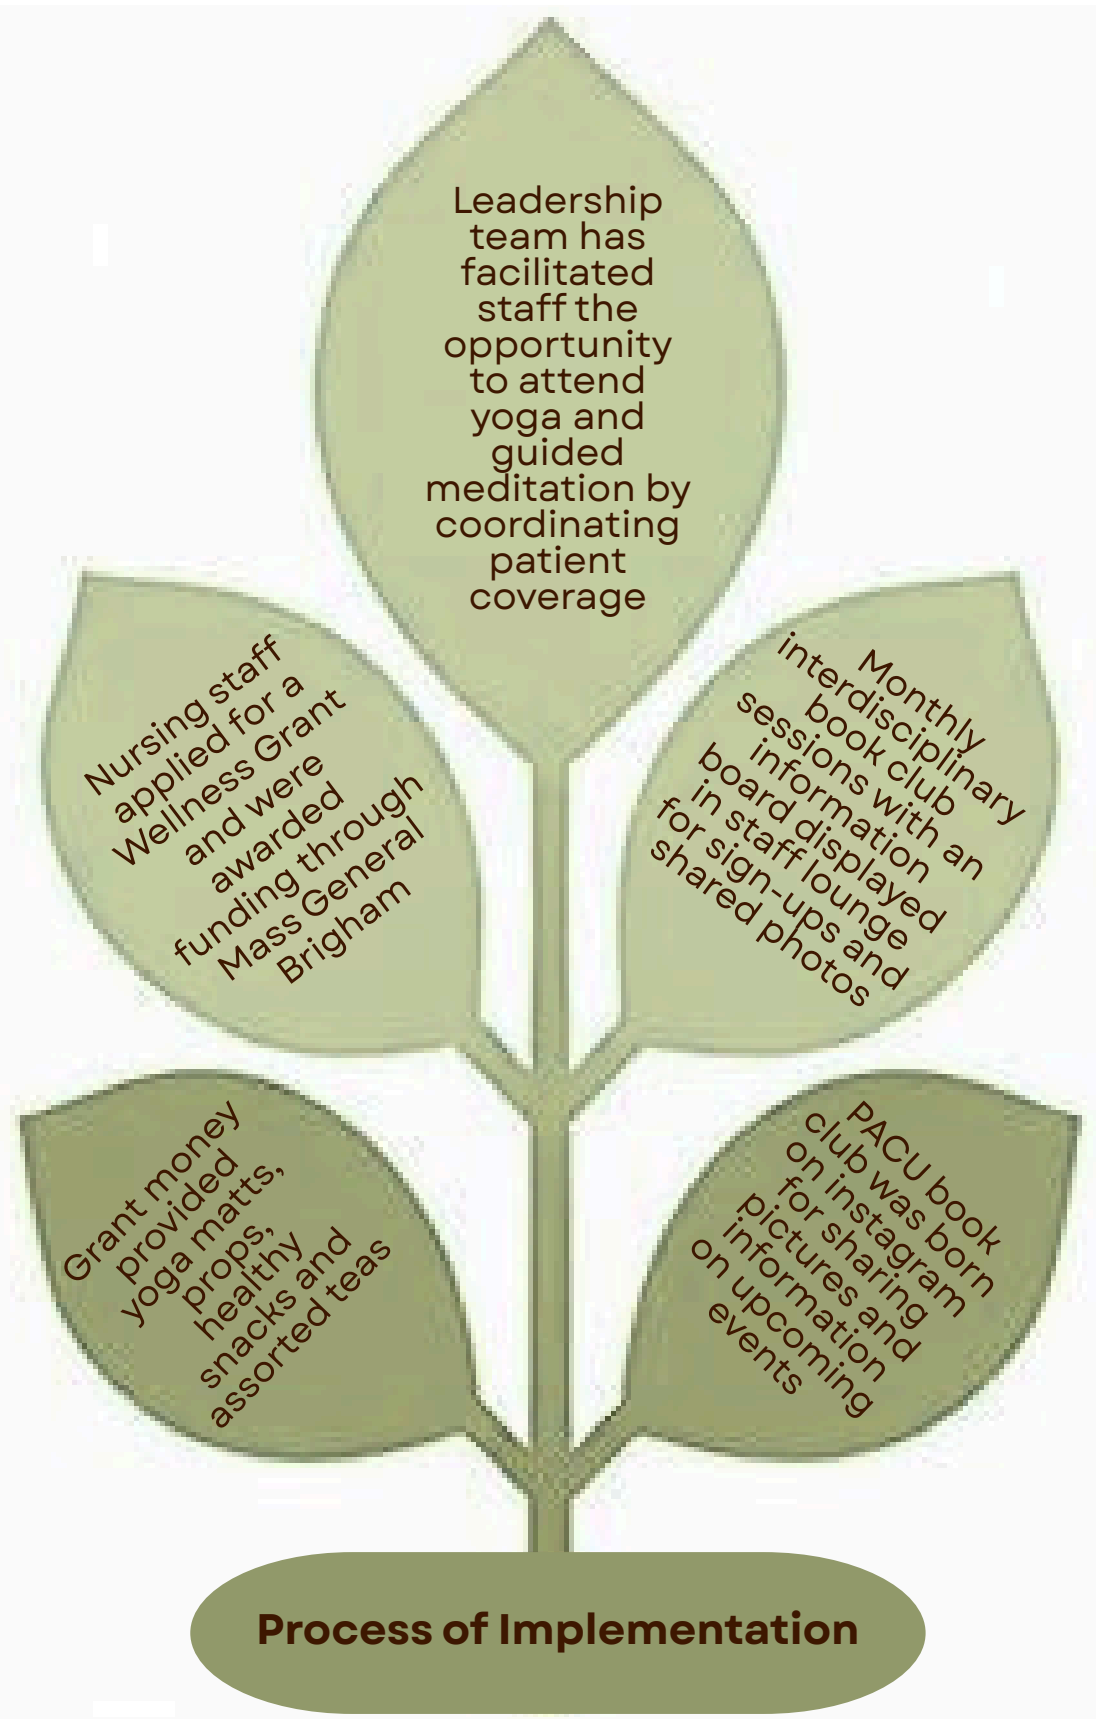 Leadership
team has
facilitated
staff the
opportunity
to attend
yoga and
guided
meditation by
coordinating
patient
coverage
Nursing staff
applied for a
Wellness Grant
and were
awarded
funding through
Mass General
Brigham
Monthly
interdisciplinary
book club
sessions with an
information
board displayed
in staff lounge
for sign-ups and
shared photos
Grant money
provided
yoga matts,
props,
healthy
snacks and
assorted teas
PACU book
club was born
on instagram
for sharing
pictures and
information
on upcoming
events
Process of Implementation